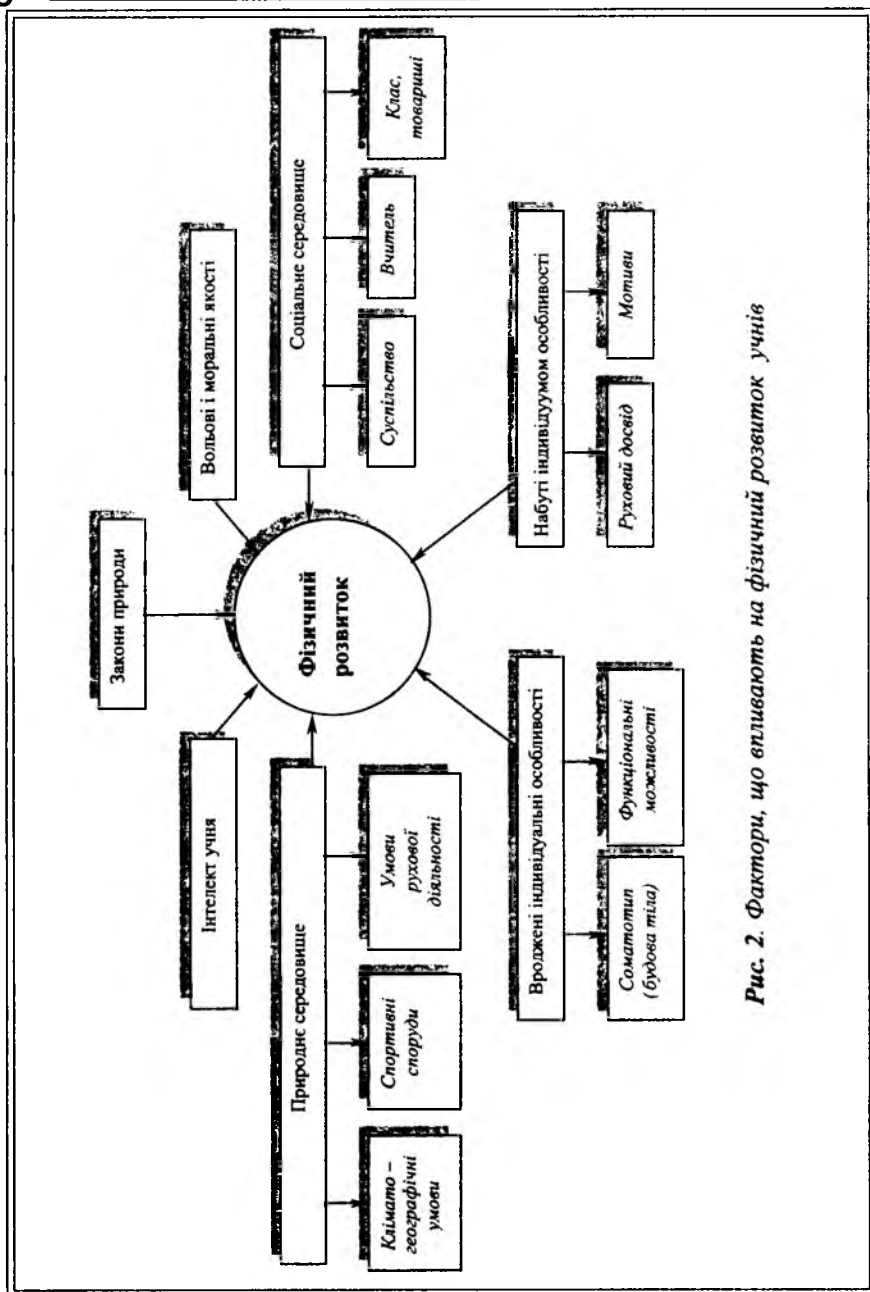 Закони природи
Інтелект учня
Вольові і моральні якості
Фізичний
розвиток
Природнє середовище
Соціальне середовище
Клімато –
географічні
умови
Спортивні
споруди
Умови
рухової
діяльності
Суспільство
Вчитель
Клас,
товариші
Вроджені індивідуальні особливості
Набуті індивідуумом особливості
Соматотип
(будова тіла)
Функціональні
можливості
Руховий досвід
Мотиви
Рис. 2. Фактори, що впливають на фізичний розвиток учнів